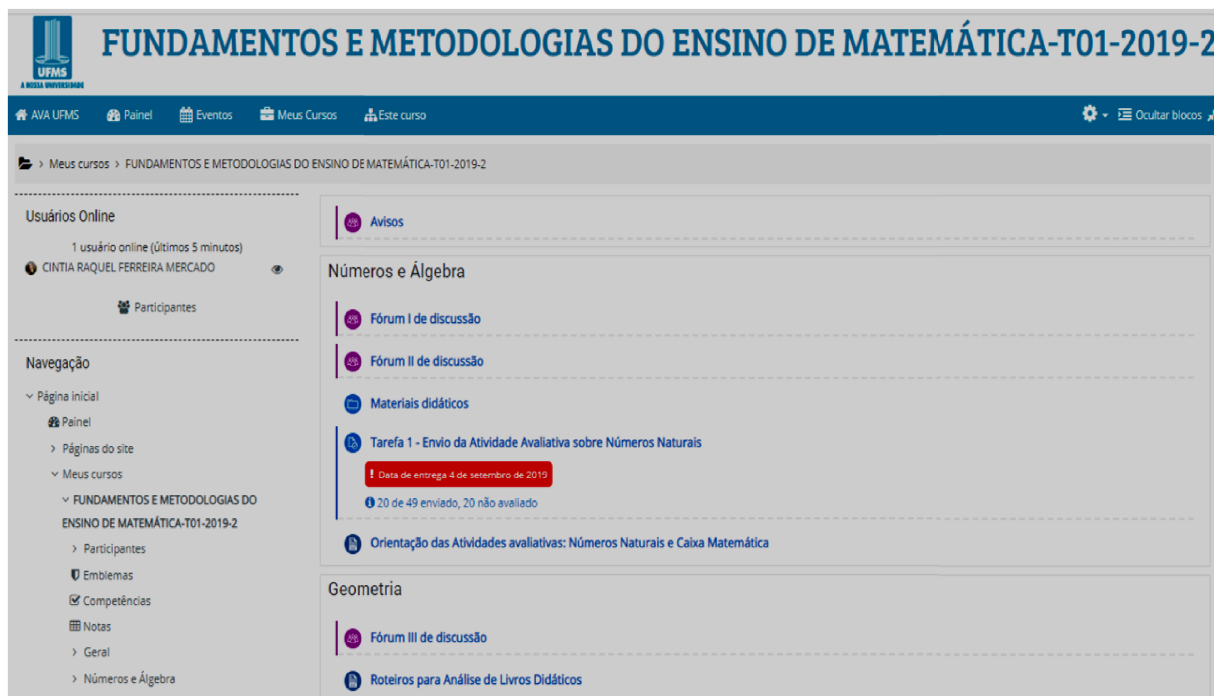 UFMS
A NOSSA UNIVERSIDADE
FUNDAMENTOS E METODOLOGIAS DO ENSINO DE MATEMÁTICA-T01-2019-2
AVA UFMS Painel Eventos Meus Cursos Este curso Ocultar blocos
> Meus cursos > FUNDAMENTOS E METODOLOGIAS DO ENSINO DE MATEMÁTICA-T01-2019-2
Usuários Online
1 usuário online (últimos 5 minutos)
CINTIA RAQUEL FERREIRA MERCADO
Participantes
Navegação
Página inicial
Painel
> Páginas do site
Meus cursos
FUNDAMENTOS E METODOLOGIAS DO
ENSINO DE MATEMÁTICA-T01-2019-2
> Participantes
Emblemas
Competências
Notas
> Geral
> Números e Álgebra
Avisos
Números e Álgebra
Fórum I de discussão
Fórum II de discussão
Materiais didáticos
Tarefa 1 - Envio da Atividade Avaliativa sobre Números Naturais
! Data de entrega 4 de setembro de 2019
20 de 49 enviado, 20 não avaliado
Orientação das Atividades avaliativas: Números Naturais e Caixa Matemática
Geometria
Fórum III de discussão
Roteiros para Análise de Livros Didáticos